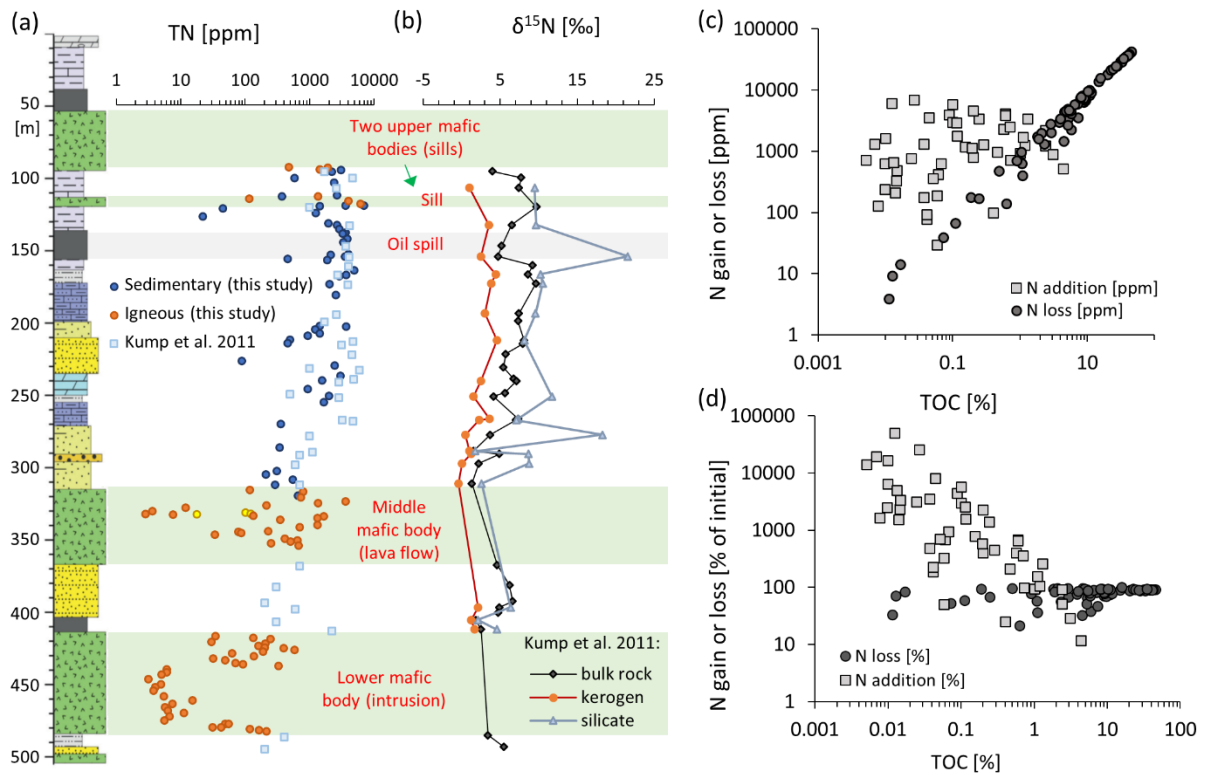 (a)
TN [ppm]
1 10 100 1000 10000
50
[m]
100
150
200
250
300
350
400
450
500
Two upper mafic
bodies (sills)
Sill
Oil spill
Sedimentary (this study)
Igneous (this study)
Kump et al. 2011
Middle
mafic body
(lava flow)
Lower mafic
body (intrusion)
(b)
δ¹⁵N [‰]
-5 5 15 25
Kump et al. 2011:
bulk rock
kerogen
silicate
(c)
100000
10000
1000
100
10
1
N gain or loss [ppm]
N addition [ppm]
N loss [ppm]
0.001 0.1 10
TOC [%]
(d)
100000
10000
1000
100
10
1
N gain or loss [% of initial]
N loss [%]
N addition [%]
0.001 0.01 0.1 1 10 100
TOC [%]